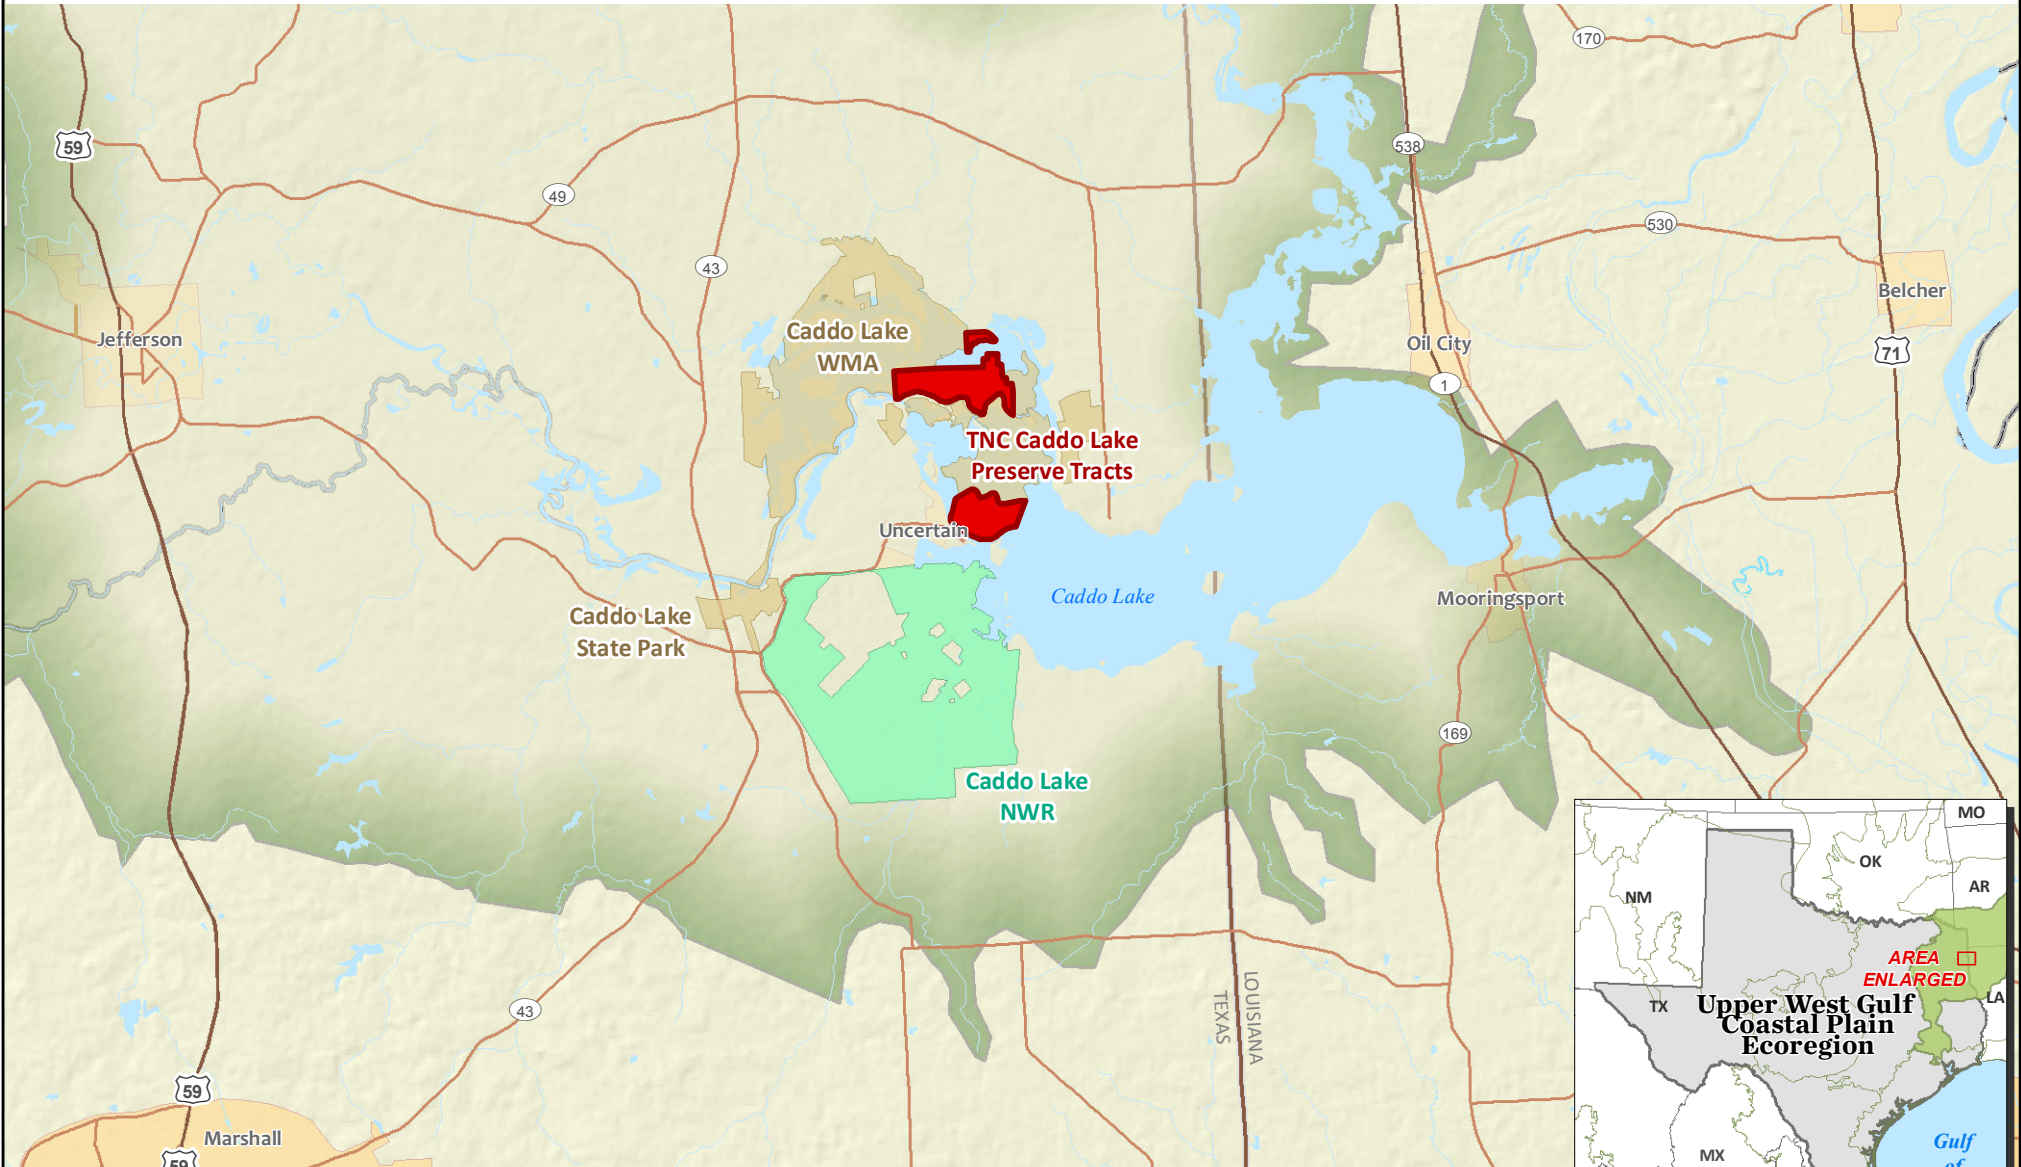 170
59
538
49
530
43
Belcher
Caddo Lake
WMA
Jefferson
Oil City
71
1
TNC Caddo Lake
Preserve Tracts
Uncertain
Caddo Lake
Mooringsport
Caddo Lake
State Park
169
Caddo Lake
NWR
MO
OK
AR
NM
AREA
ENLARGED
LA
TX
Upper West Gulf
Coastal Plain
Ecoregion
LOUISIANA
TEXAS
43
59
Marshall
Gulf
of
MX
59